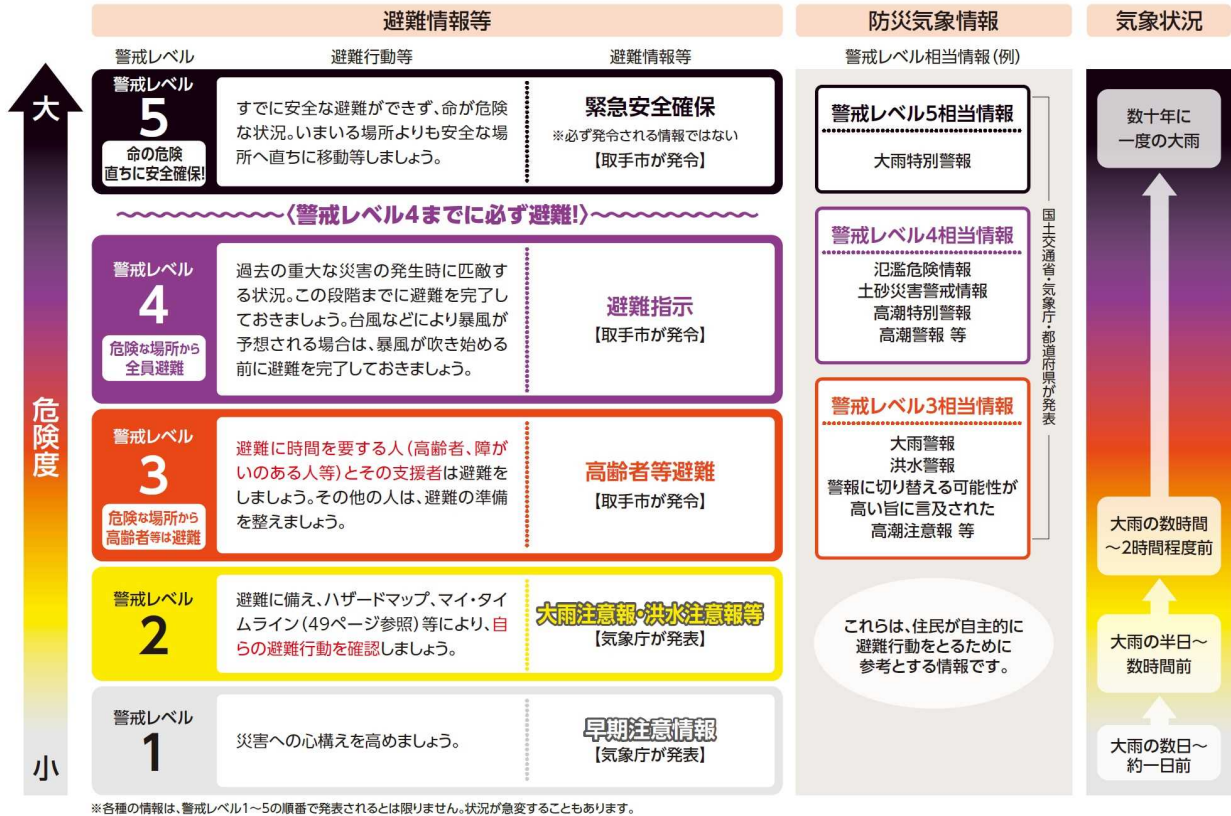 避難情報等
防災気象情報
気象状況
警戒レベル
避難行動等
避難情報等
警戒レベル相当情報(例)
大
危険度
小
警戒レベル
5
命の危険
直ちに安全確保!
すでに安全な避難ができず、命が危険
な状況。いまいる場所よりも安全な場
所へ直ちに移動等しましょう。
緊急安全確保
※必ず発令される情報ではない
【取手市が発令】
〈警戒レベル4までに必ず避難!〉
警戒レベル
4
危険な場所から
全員避難
過去の重大な災害の発生時に匹敵す
る状況。この段階までに避難を完了し
ておきましょう。台風などにより暴風が
予想される場合は、暴風が吹き始める
前に避難を完了しておきましょう。
避難指示
【取手市が発令】
警戒レベル
3
危険な場所から
高齢者等は避難
避難に時間を要する人(高齢者、障が
いのある人等)とその支援者は避難を
しましょう。その他の人は、避難の準備
を整えましょう。
高齢者等避難
【取手市が発令】
警戒レベル
2
避難に備え、ハザードマップ、マイ・タイ
ムライン(49ページ参照)等により、自
らの避難行動を確認しましょう。
大雨注意報・洪水注意報等
【気象庁が発表】
警戒レベル
1
災害への心構えを高めましょう。
早期注意情報
【気象庁が発表】
警戒レベル5相当情報
大雨特別警報
警戒レベル4相当情報
氾濫危険情報
土砂災害警戒情報
高潮特別警報
高潮警報 等
警戒レベル3相当情報
大雨警報
洪水警報
警報に切り替える可能性が
高い旨に言及された
高潮注意報 等
国土交通省・気象庁・都道府県が発表
これらは、住民が自主的に
避難行動をとるために
参考とする情報です。
数十年に
一度の大雨
大雨の数時間
～2時間程度前
大雨の半日～
数時間前
大雨の数日～
約一日前
※各種の情報は、警戒レベル1～5の順番で発表されるとは限りません。状況が急変することもあります。